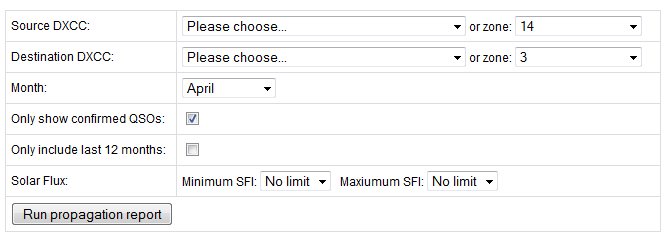 Source DXCC: Please choose... or zone: 14
Destination DXCC: Please choose... or zone: 3
Month: April
Only show confirmed QSOs:
Only include last 12 months:
Solar Flux: Minimum SFI: No limit Maxiumum SFI: No limit
Run propagation report